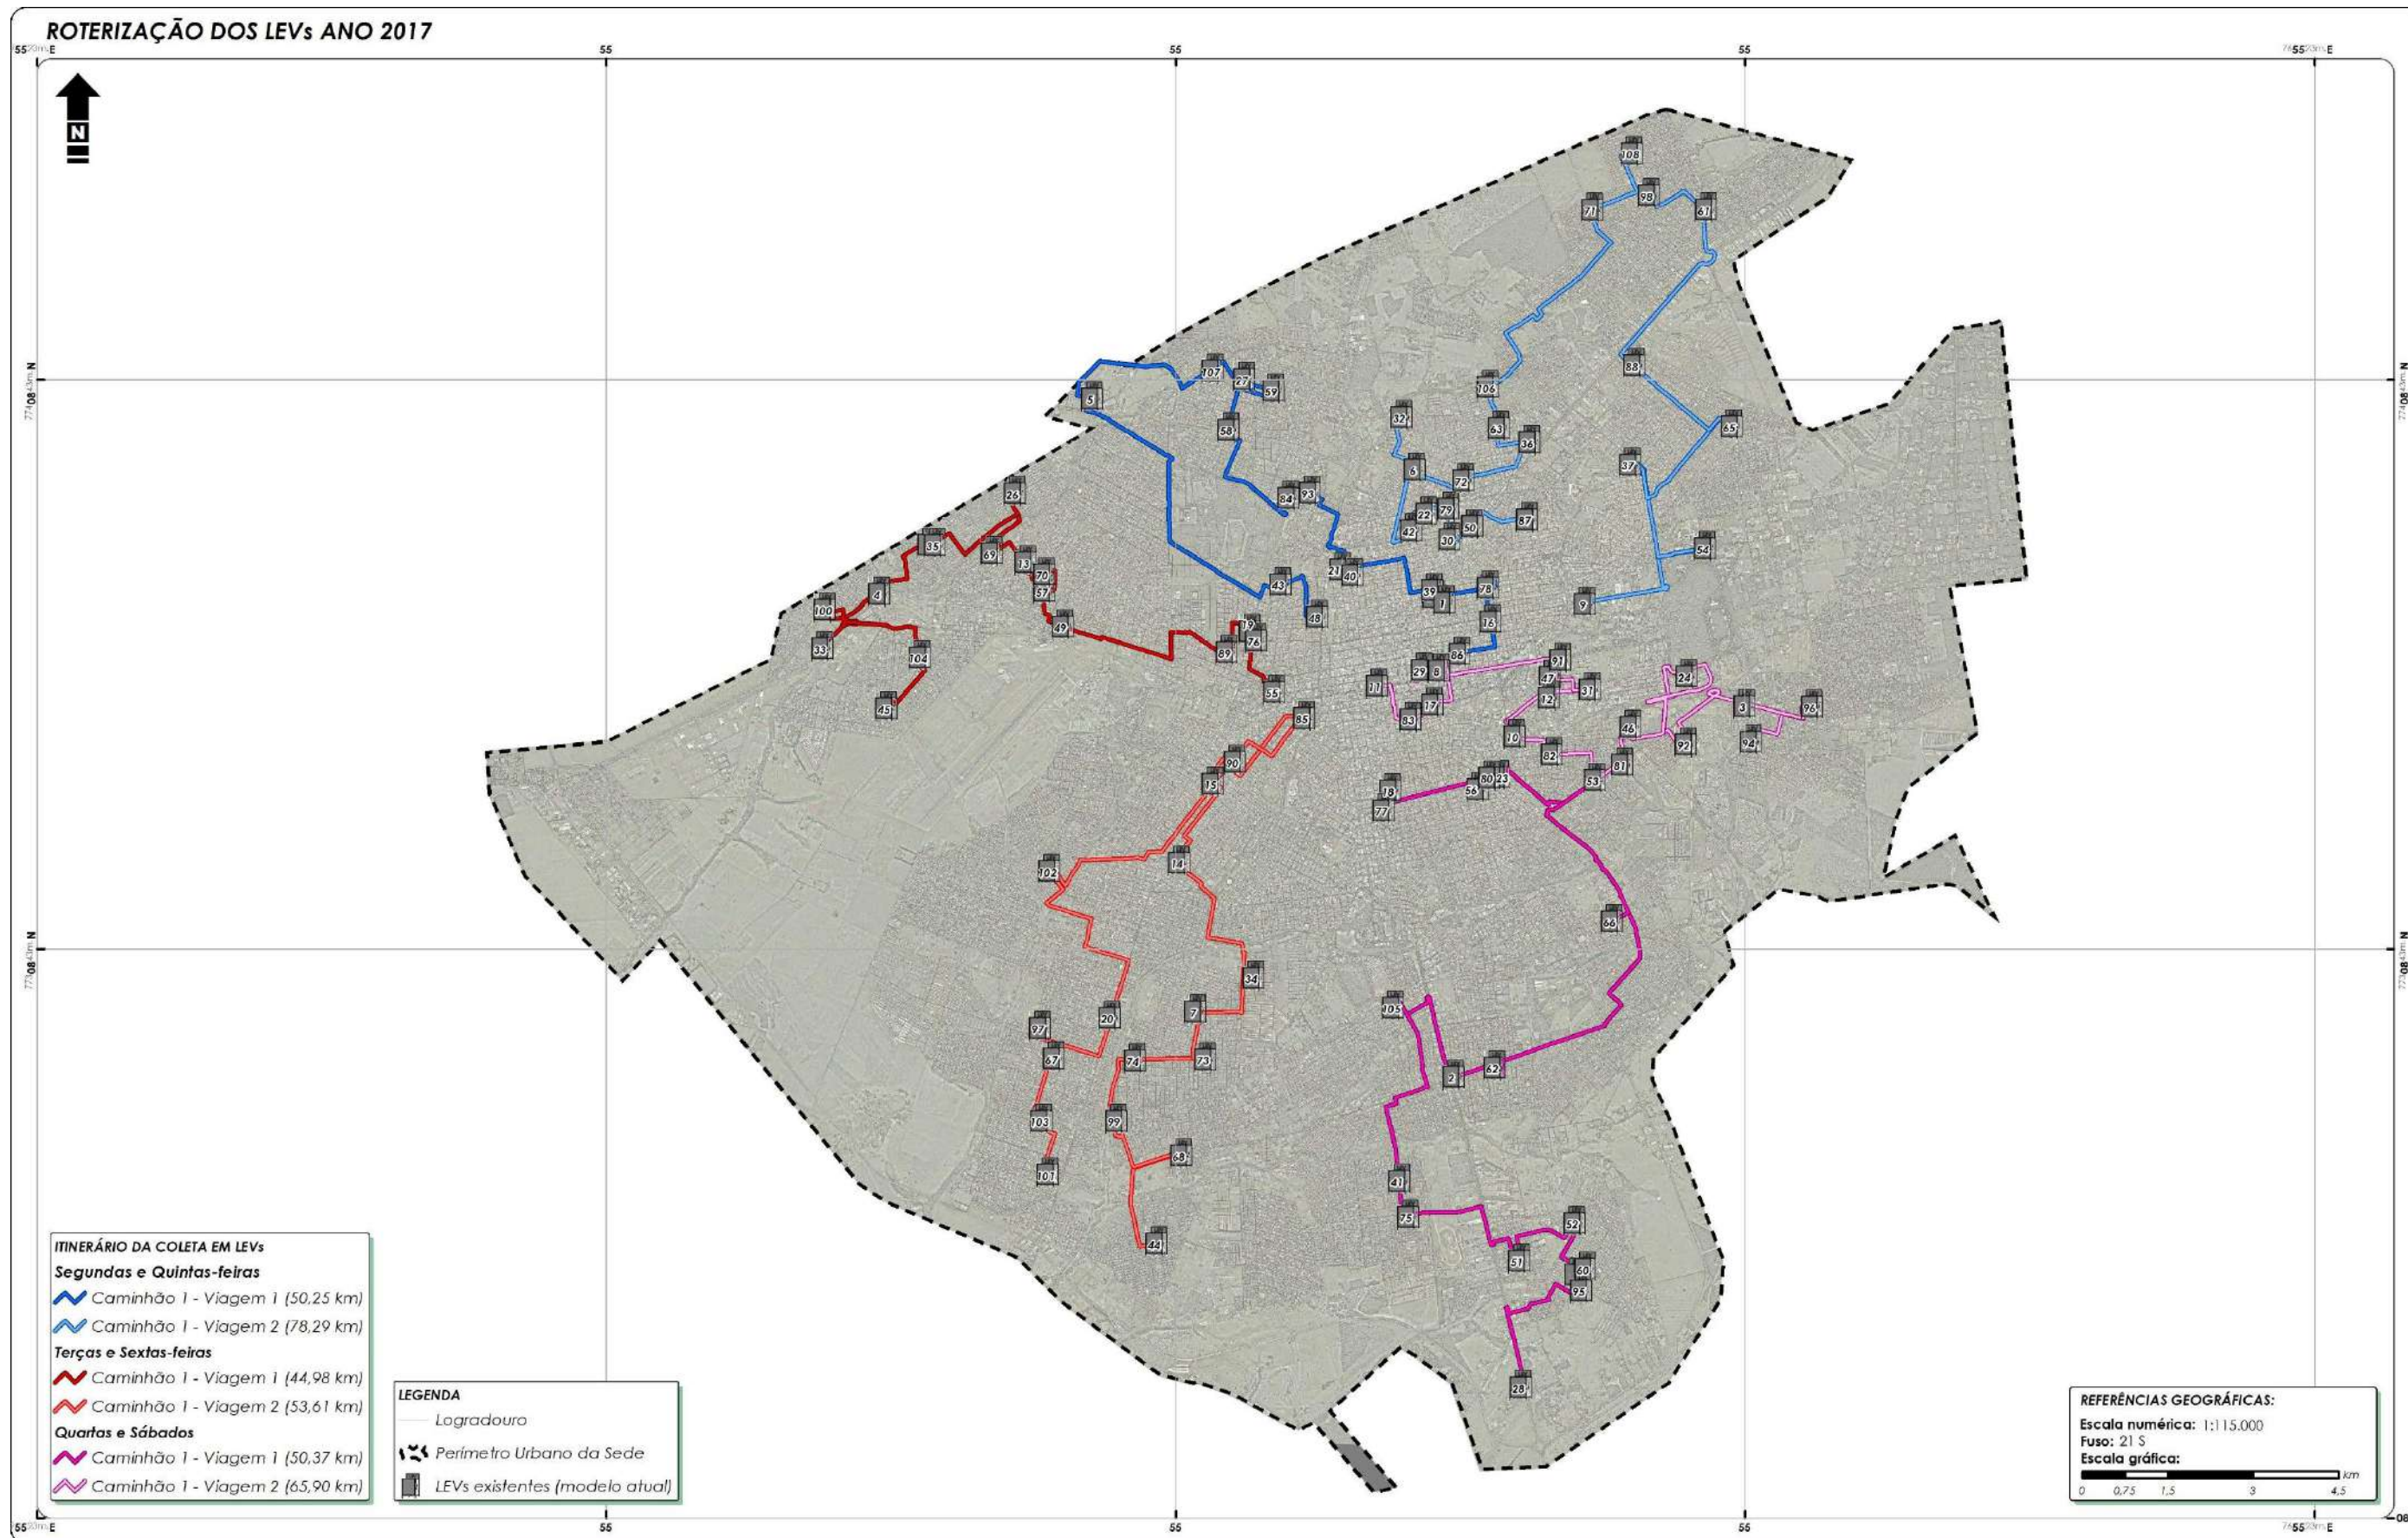 ROTERIZAÇÃO DOS LEVs ANO 2017
55 55 55
N
108
98
71 61
107 88
27 59
5 106
32 58 63 65
36
6 37
72
26 84 93
79
22 87
50
42 30
35 54
69 13
21 40
70
43
4 57 39 78
1 9
100
48 16
49 19
76
33 104 89 86 91
29 8
47 24
11 55 31
12
45 17 3 96
85 83
46
10 92 94
82
90 81
80 23 53
15 18 56
77
14
102
66
34
105
7
20
97
67 74 73 62
2
103 99
68
101
41
75 52
44
51 60
95
28
ITINERÁRIO DA COLETA EM LEVs
Segundas e Quintas-feiras
Caminhão 1 - Viagem 1 (50,25 km)
Caminhão 1 - Viagem 2 (78,29 km)
Terças e Sextas-feiras
Caminhão 1 - Viagem 1 (44,98 km)
Caminhão 1 - Viagem 2 (53,61 km)
Quartas e Sábados
Caminhão 1 - Viagem 1 (50,37 km)
Caminhão 1 - Viagem 2 (65,90 km)
LEGENDA
Logradouro
Perímetro Urbano da Sede
LEVs existentes (modelo atual)
REFERÊNCIAS GEOGRÁFICAS:
Escala numérica: 1:115.000
Fuso: 21 S
Escala gráfica:
km
0 0,75 1,5 3 4,5
55 55 55